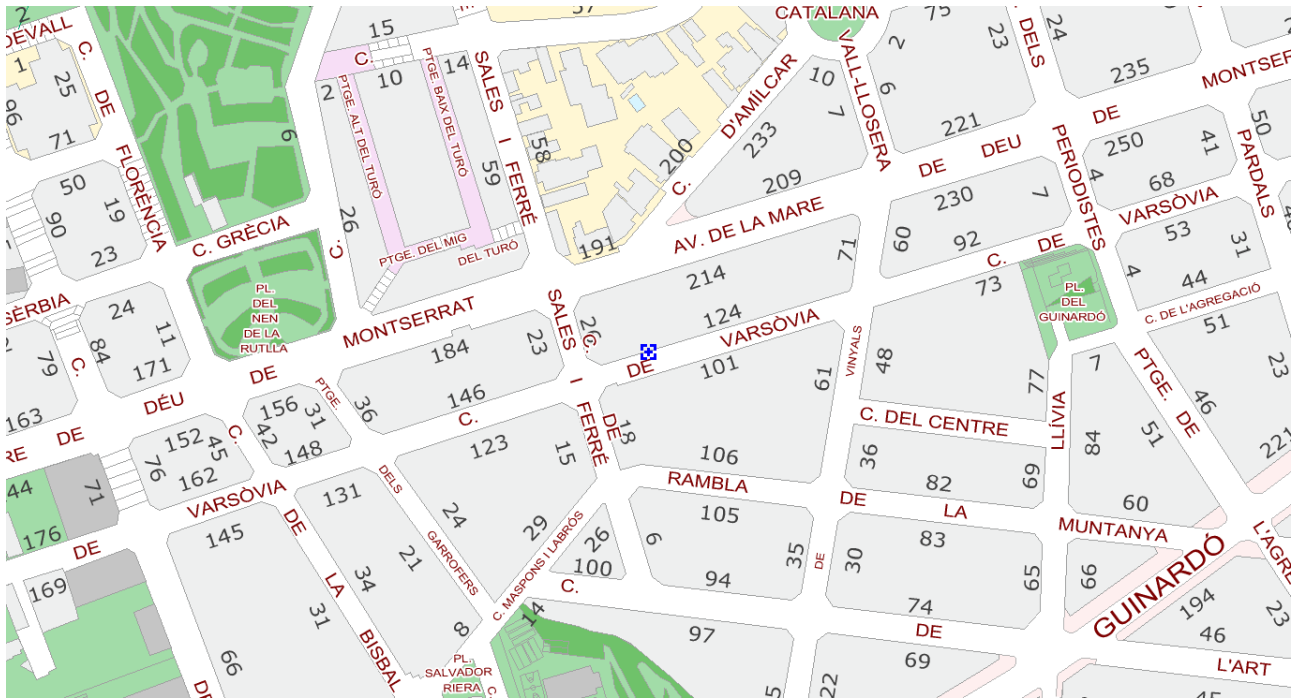 2
DEVALL
15
57
CATALANA
75
24
DELS
23
235
MONTSER
1
25
C.
DE
FLORÈNCIA
96
71
C.
10
14
2
PTGE. ALT DEL TURÓ
PTGE. BAIX DEL TURÓ
SALES
I
FERRÉ
58
59
6
26
C.
200
D'AMÍLCAR
C.
233
10
7
VALL-LLOSERA
2
6
221
209
191
AV. DE LA MARE
DE
DEU
DE
PERIODISTES
4
250
41
68
VARSÒVIA
50
PARDALS
50
90
19
23
C. GRÈCIA
PTGE. DEL MIG
DEL TURÓ
PL.
DEL
NEN
DE LA
RUTLLA
MONTSERRAT
SALES
I
FERRÉ
214
124
71
60
230
7
92
C.
DE
73
53
31
4
44
PL.
DEL
GUINARDÓ
C. DE L'AGREGACIÓ
51
SÈRBIA
24
11
84
171
79
163
C.
DÉU
DE
DE
RE
184
23
26
C.
DE
VARSÒVIA
101
61
VINYALS
48
77
7
23
46
221
PTGE.
DE
PTGE.
36
146
C.
156
31
42
148
152
C.
45
76
162
VARSÒVIA
DE
44
71
176
123
15
DE
18
106
RAMBLA
DE
LA
MUNTANYA
C. DEL CENTRE
36
82
69
LLÍVIA
84
51
60
DELS
GARROFERS
131
24
29
C. MASPONS I LABRÓS
26
100
6
105
35
94
DE
30
83
65
74
66
GUINARDÓ
194
46
23
L'AGRE
145
DE
LA
BISBAL
34
21
31
8
14
C.
97
DE
69
L'ART
169
66
DE
PL.
SALVADOR
RIERA
C.
22
45